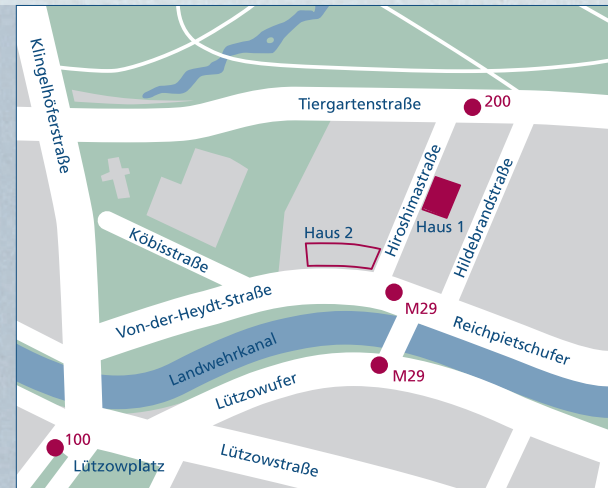 Klingelhöferstraße
Tiergartenstraße
200
Hiroshimastraße
Hildebrandstraße
Haus 1
Haus 2
Köbisstraße
Von-der-Heydt-Straße
M29
Reichpietschufer
Landwehrkanal
M29
Lützowufer
100
Lützowplatz
Lützowstraße